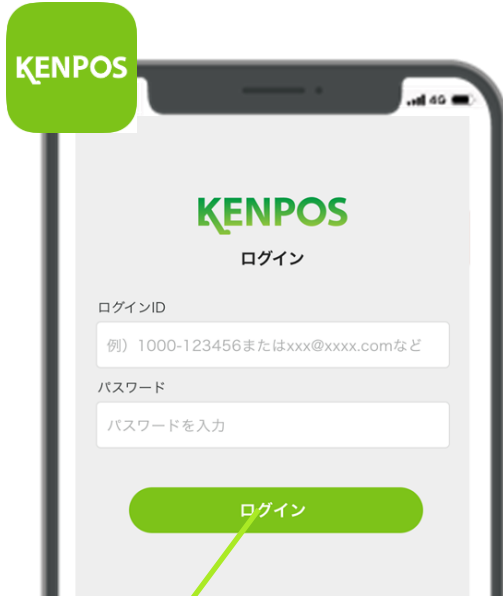 KENPOS
4G
KENPOS
ログイン
ログインID
例）1000-123456またはxxx@xxxx.comなど
パスワード
パスワードを入力
ログイン